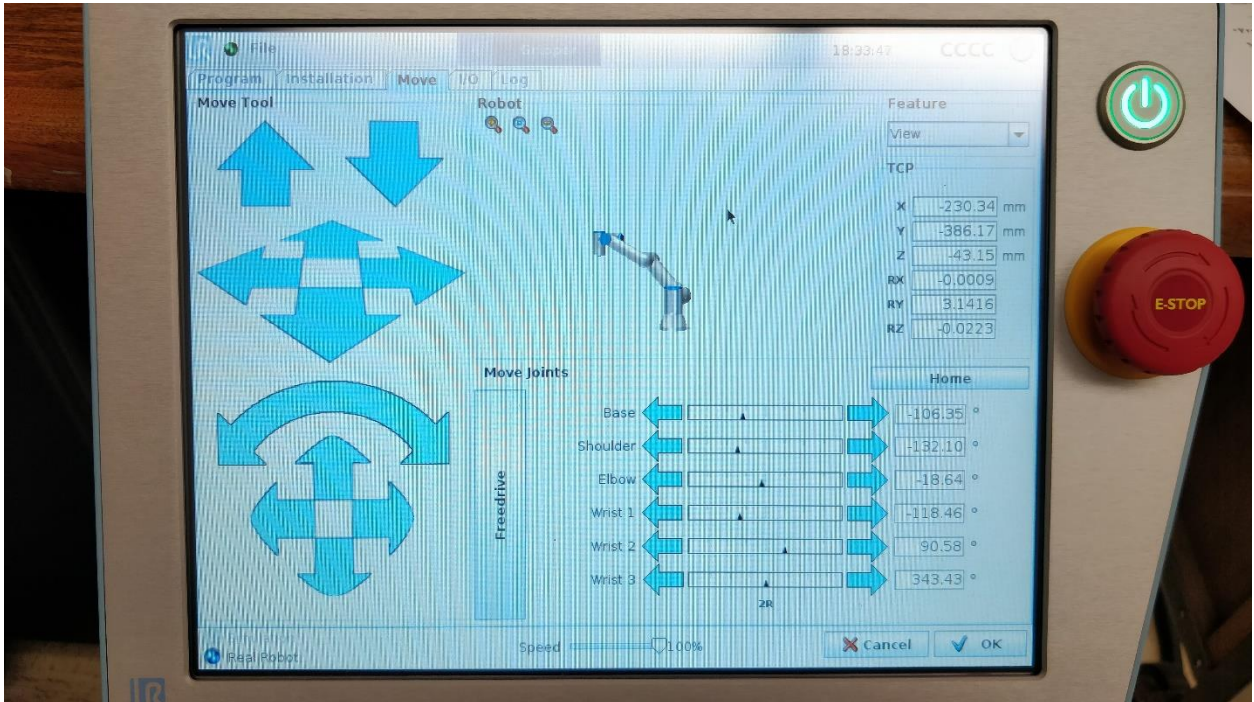 File
18:33:47 CCCC
Program Installation Move I/O Log
Move Tool
Robot
Feature
View
TCP
X -230.34 mm
Y -386.17 mm
Z -43.15 mm
RX -0.0009
RY 3.1416
RZ -0.0223
Move Joints
Home
Freedrive
Base -106.35 °
Shoulder -132.10 °
Elbow -18.64 °
Wrist 1 -118.46 °
Wrist 2 90.58 °
Wrist 3 343.43 °
2R
Speed 100%
Cancel OK
Real Robot
E-STOP